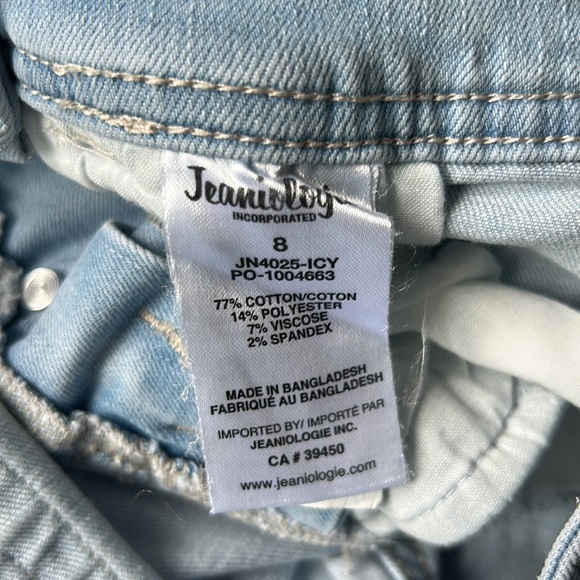 Jeaniologie
INCORPORATED
8
JN4025-ICY
PO-1004663
77% COTTON/COTON
14% POLYESTER
7% VISCOSE
2% SPANDEX
MADE IN BANGLADESH
FABRIQUÉ AU BANGLADESH
IMPORTED BY/ IMPORTÉ PAR
JEANIOLOGIE INC.
CA # 39450
www.jeaniologie.com